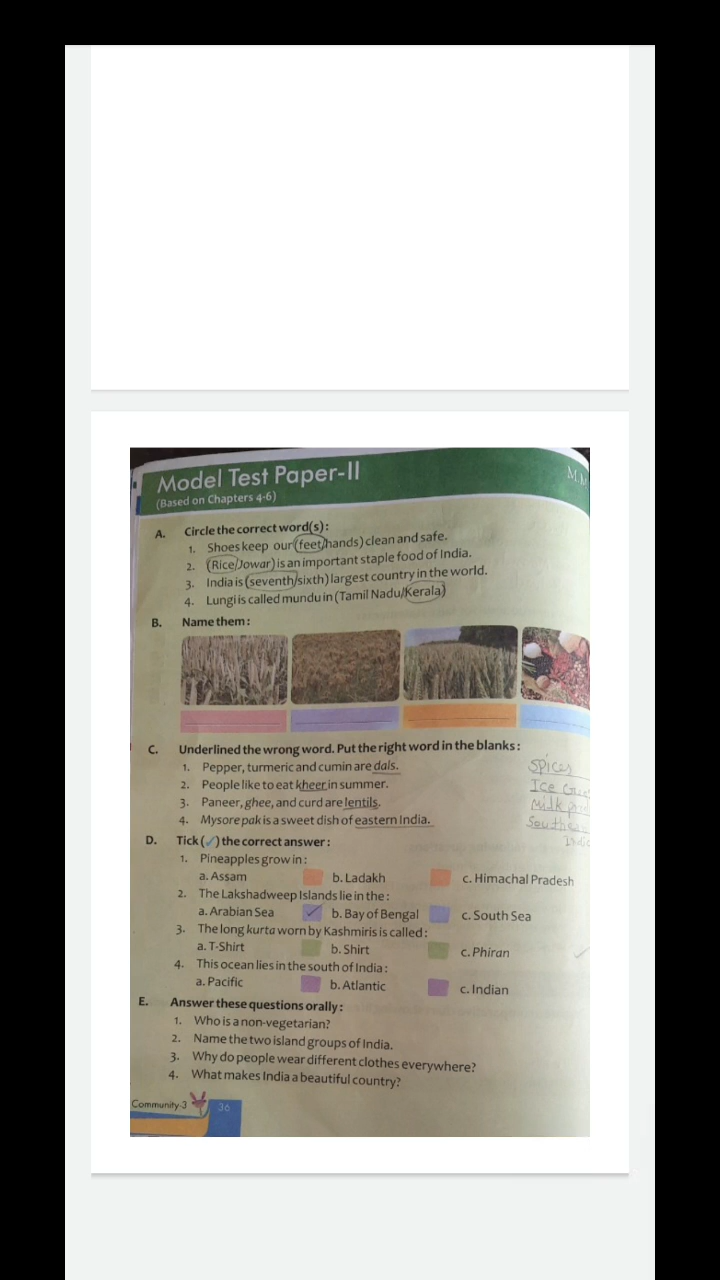 Model Test Paper-II
(Based on Chapters 4-6)
A. Circle the correct word(s):
1. Shoes keep our (feet/hands) clean and safe.
2. (Rice/Jowar) is an important staple food of India.
3. India is (seventh/sixth) largest country in the world.
4. Lungi is called mundu in (Tamil Nadu/Kerala)
B. Name them:
C. Underlined the wrong word. Put the right word in the blanks:
1. Pepper, turmeric and cumin are dals. Spices
2. People like to eat kheer in summer. Ice
3. Paneer, ghee, and curd are lentils. Milk
4. Mysore pak is a sweet dish of eastern India.
D. Tick (✓) the correct answer:
1. Pineapples grow in:
a. Assam b. Ladakh c. Himachal Pradesh
2. The Lakshadweep Islands lie in the:
a. Arabian Sea ✓ b. Bay of Bengal c. South Sea
3. The long kurta worn by Kashmiris is called:
a. T-Shirt b. Shirt c. Phiran ✓
4. This ocean lies in the south of India:
a. Pacific b. Atlantic c. Indian
E. Answer these questions orally:
1. Who is a non-vegetarian?
2. Name the two island groups of India.
3. Why do people wear different clothes everywhere?
4. What makes India a beautiful country?
Community-3 36